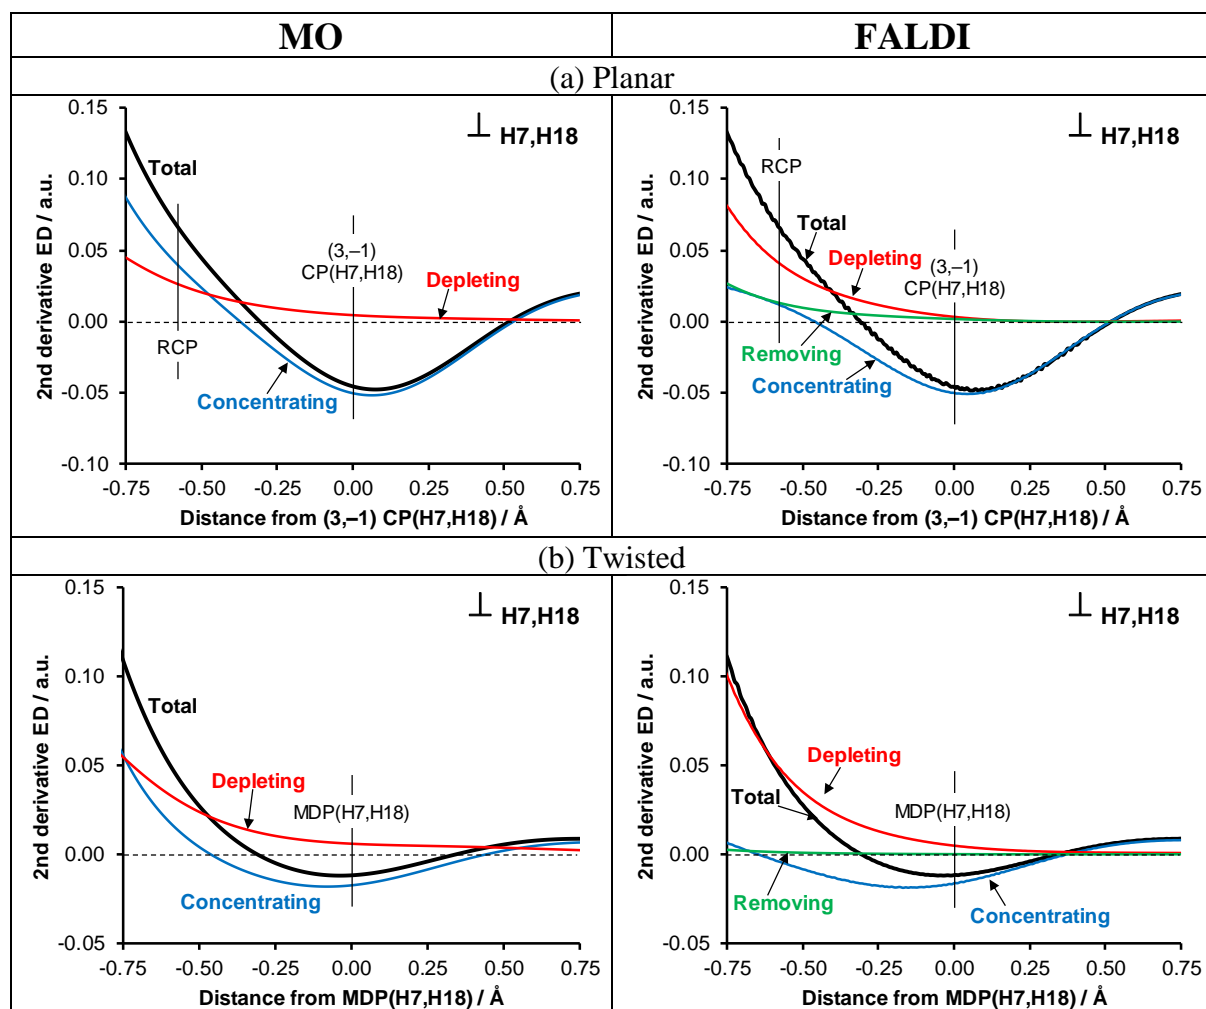 MO
FALDI
(a) Planar
0.15
0.10
0.05
0.00
-0.05
-0.10
2nd derivative ED / a.u.
⊥ H7,H18
Total
(3,–1)
CP(H7,H18)
Depleting
RCP
Concentrating
-0.75 -0.50 -0.25 0.00 0.25 0.50 0.75
Distance from (3,–1) CP(H7,H18) / Å
0.15
0.10
0.05
0.00
-0.05
-0.10
2nd derivative ED / a.u.
⊥ H7,H18
RCP
Total
Depleting
(3,–1)
CP(H7,H18)
Removing
Concentrating
-0.75 -0.50 -0.25 0.00 0.25 0.50 0.75
Distance from (3,–1) CP(H7,H18) / Å
(b) Twisted
0.15
0.10
0.05
0.00
-0.05
2nd derivative ED / a.u.
⊥ H7,H18
Total
Depleting
MDP(H7,H18)
Concentrating
-0.75 -0.50 -0.25 0.00 0.25 0.50 0.75
Distance from MDP(H7,H18) / Å
0.15
0.10
0.05
0.00
-0.05
2nd derivative ED / a.u.
⊥ H7,H18
Depleting
Total
MDP(H7,H18)
Removing
Concentrating
-0.75 -0.50 -0.25 0.00 0.25 0.50 0.75
Distance from MDP(H7,H18) / Å